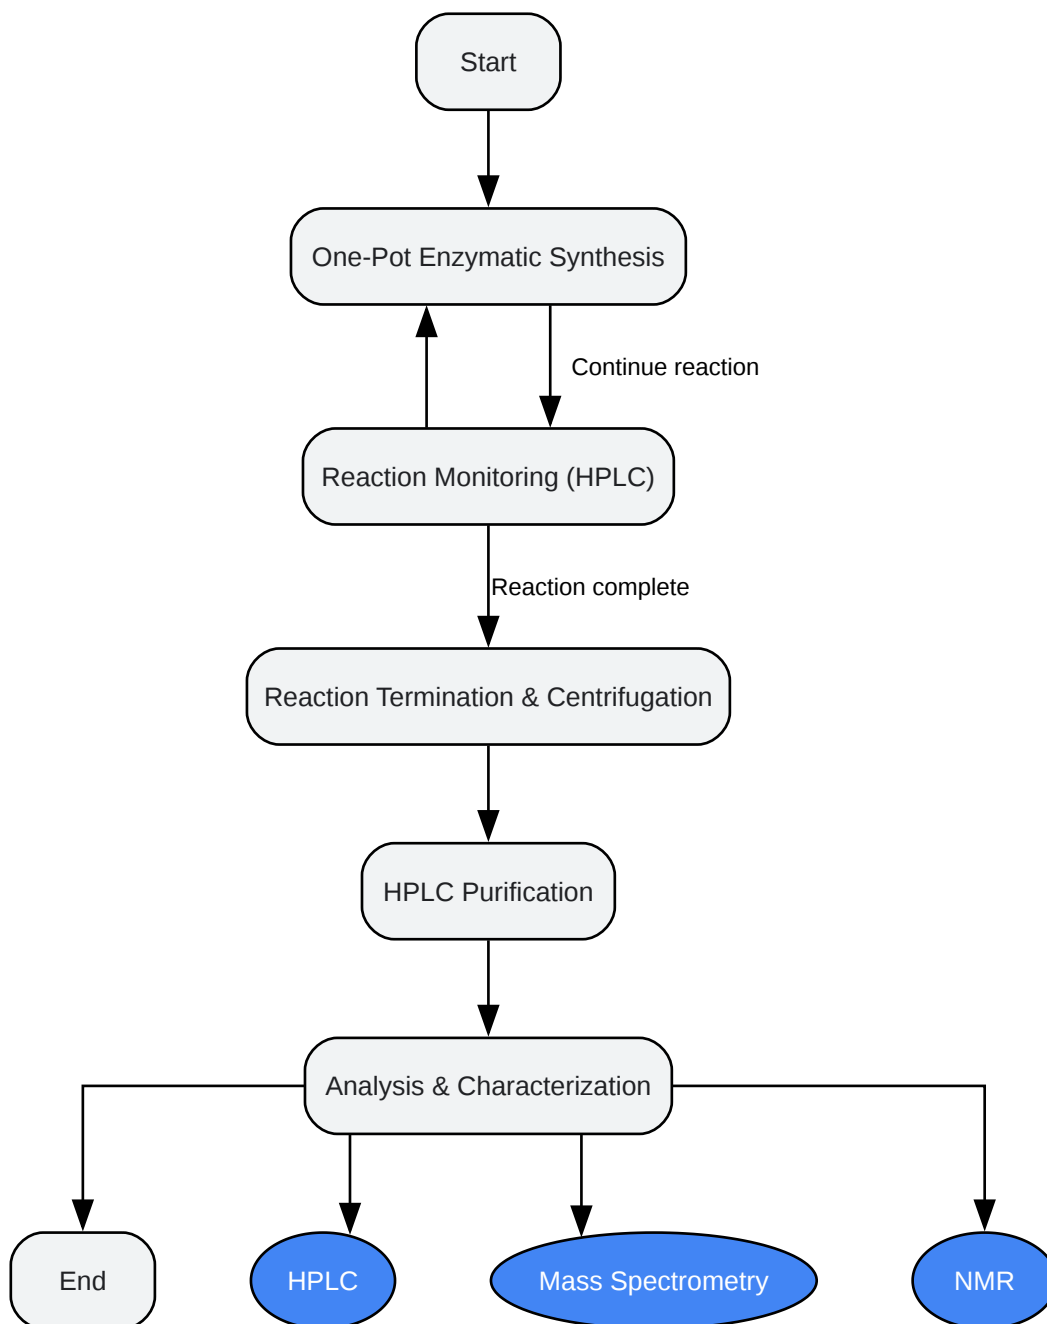 Start
One-Pot Enzymatic Synthesis
Continue reaction
Reaction Monitoring (HPLC)
Reaction complete
Reaction Termination & Centrifugation
HPLC Purification
Analysis & Characterization
End
HPLC
Mass Spectrometry
NMR